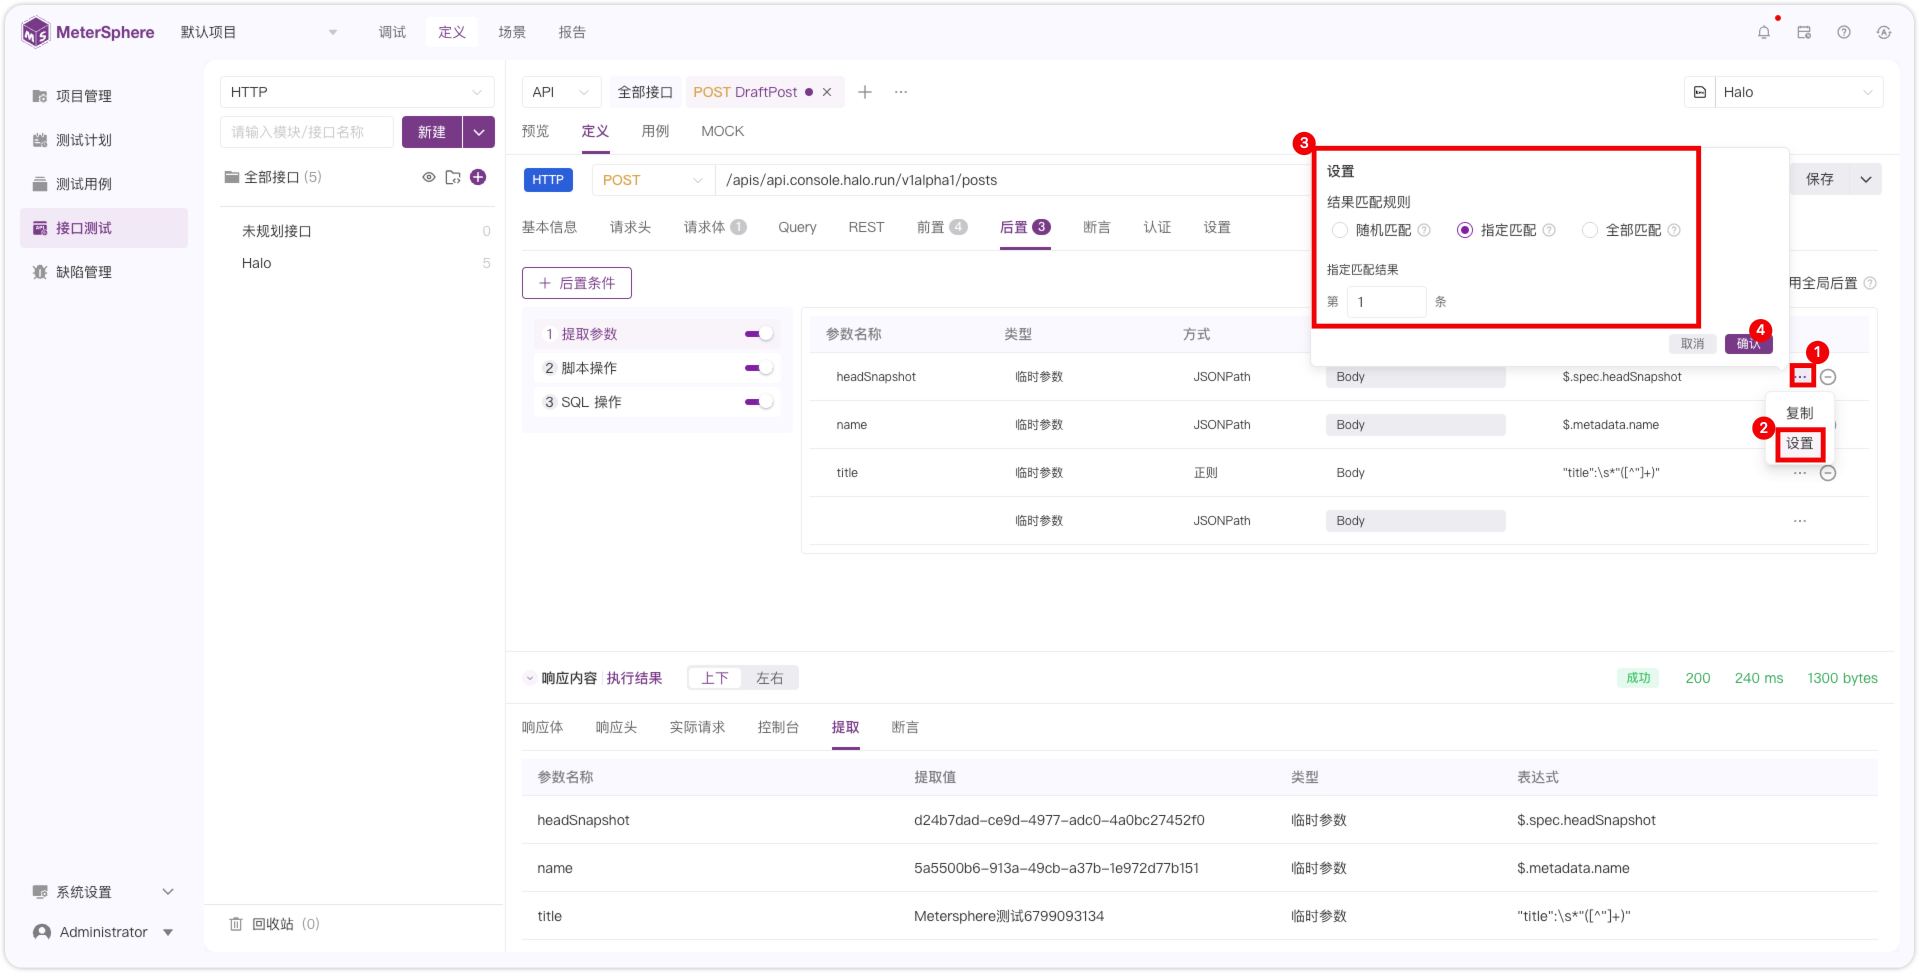 MeterSphere 默认项目 调试 定义 场景 报告
项目管理
测试计划
测试用例
接口测试
缺陷管理
系统设置
Administrator
HTTP
请输入模块/接口名称 新建
全部接口 (5)
未规划接口 0
Halo 5
回收站 (0)
API 全部接口 POST DraftPost Halo
预览 定义 用例 MOCK
HTTP POST /apis/api.console.halo.run/v1alpha1/posts 保存
基本信息 请求头 请求体 1 Query REST 前置 4 后置 3 断言 认证 设置
后置条件 用全局后置
1 提取参数
2 脚本操作
3 SQL 操作
参数名称 类型 方式
headSnapshot 临时参数 JSONPath Body $.spec.headSnapshot
name 临时参数 JSONPath Body $.metadata.name
title 临时参数 正则 Body "title":\s*"([^"]+)"
临时参数 JSONPath Body
3
设置
结果匹配规则
随机匹配 指定匹配 全部匹配
指定匹配结果
第 1 条
取消 确认
4
1
复制
2
设置
响应内容 执行结果 上下 左右 成功 200 240 ms 1300 bytes
响应体 响应头 实际请求 控制台 提取 断言
参数名称 提取值 类型 表达式
headSnapshot d24b7dad-ce9d-4977-adc0-4a0bc27452f0 临时参数 $.spec.headSnapshot
name 5a5500b6-913a-49cb-a37b-1e972d77b151 临时参数 $.metadata.name
title Metersphere测试6799093134 临时参数 "title":\s*"([^"]+)"